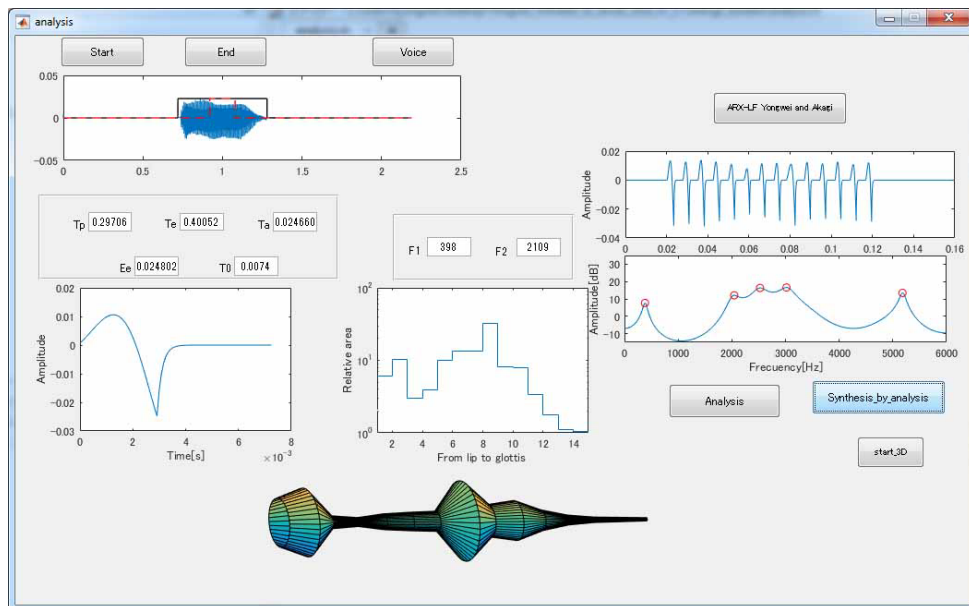 analysis
Start
End
Voice
0.05
0
-0.05
0
0.5
1
1.5
2
2.5
ARX-LF Yongwei and Akagi
Amplitude
0.02
0
-0.02
-0.04
0
0.02
0.04
0.06
0.08
0.1
0.12
0.14
0.16
Tp 0.29706
Te 0.40052
Ta 0.024660
Ee 0.024802
T0 0.0074
F1 398
F2 2109
Amplitude[dB]
30
20
10
0
-10
0
1000
2000
3000
4000
5000
6000
Frecuency[Hz]
Amplitude
0.02
0.01
0
-0.01
-0.02
-0.03
0
2
4
6
8
Time[s]
×10⁻³
Relative area
10²
10¹
10⁰
2
4
6
8
10
12
14
From lip to glottis
Analysis
Synthesis_by_analysis
start_3D